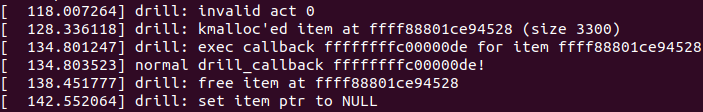 [  118.007264] drill: invalid act 0
[  128.336118] drill: kmalloc'ed item at ffff88801ce94528 (size 3300)
[  134.801247] drill: exec callback ffffffffc00000de for item ffff88801ce94528
[  134.803523] normal drill_callback ffffffffc00000de!
[  138.451777] drill: free item at ffff88801ce94528
[  142.552064] drill: set item ptr to NULL